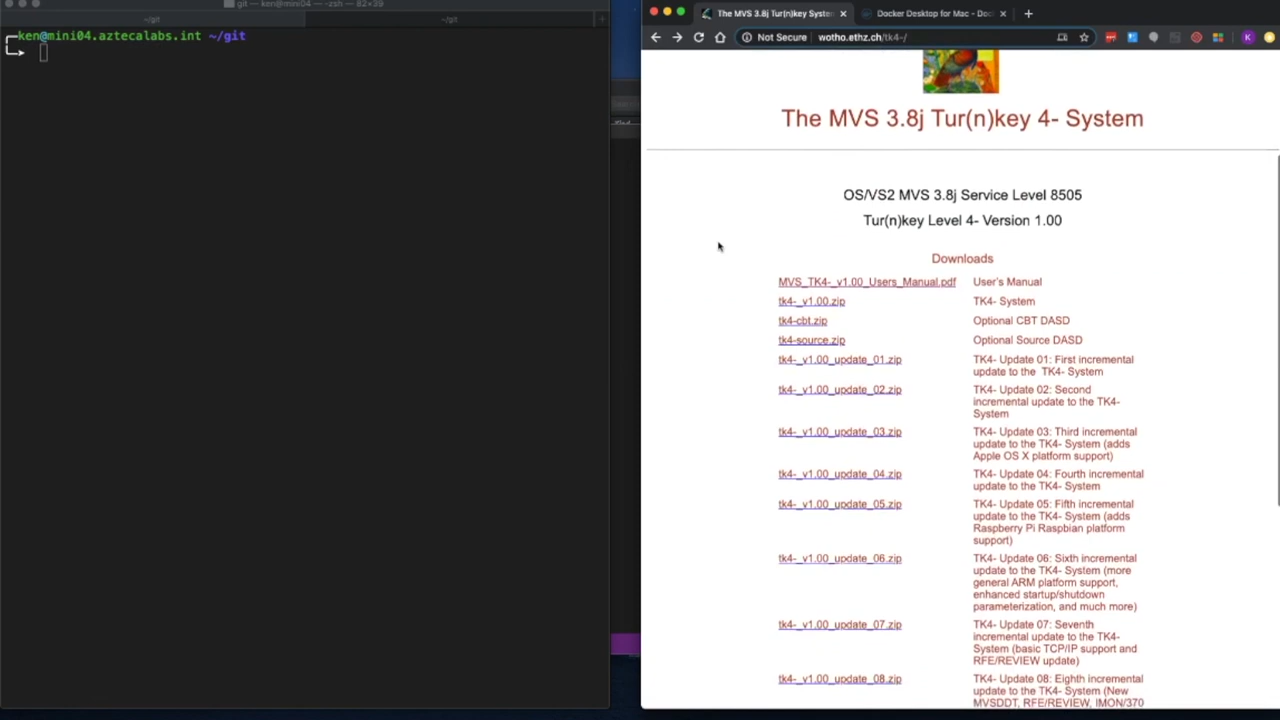 git — ken@mini04 — -zsh — 82×39
~/git
~/git
ken@mini04.aztecalabs.int ~/git
The MVS 3.8j Tur(n)key Syste
Docker Desktop for Mac - Doc
Not Secure
wotho.ethz.ch/tk4-/
K
The MVS 3.8j Tur(n)key 4- System
OS/VS2 MVS 3.8j Service Level 8505
Tur(n)key Level 4- Version 1.00
Downloads
MVS_TK4-_v1.00_Users_Manual.pdf User's Manual
tk4-_v1.00.zip TK4- System
tk4-cbt.zip Optional CBT DASD
tk4-source.zip Optional Source DASD
tk4-_v1.00_update_01.zip TK4- Update 01: First incremental
update to the TK4- System
tk4-_v1.00_update_02.zip TK4- Update 02: Second
incremental update to the TK4-
System
tk4-_v1.00_update_03.zip TK4- Update 03: Third incremental
update to the TK4- System (adds
Apple OS X platform support)
tk4-_v1.00_update_04.zip TK4- Update 04: Fourth incremental
update to the TK4- System
tk4-_v1.00_update_05.zip TK4- Update 05: Fifth incremental
update to the TK4- System (adds
Raspberry Pi Raspbian platform
support)
tk4-_v1.00_update_06.zip TK4- Update 06: Sixth incremental
update to the TK4- System (more
general ARM platform support,
enhanced startup/shutdown
parameterization, and much more)
tk4-_v1.00_update_07.zip TK4- Update 07: Seventh
incremental update to the TK4-
System (basic TCP/IP support and
RFE/REVIEW update)
tk4-_v1.00_update_08.zip TK4- Update 08: Eighth incremental
update to the TK4- System (New
MVSDDT, RFE/REVIEW, IMON/370